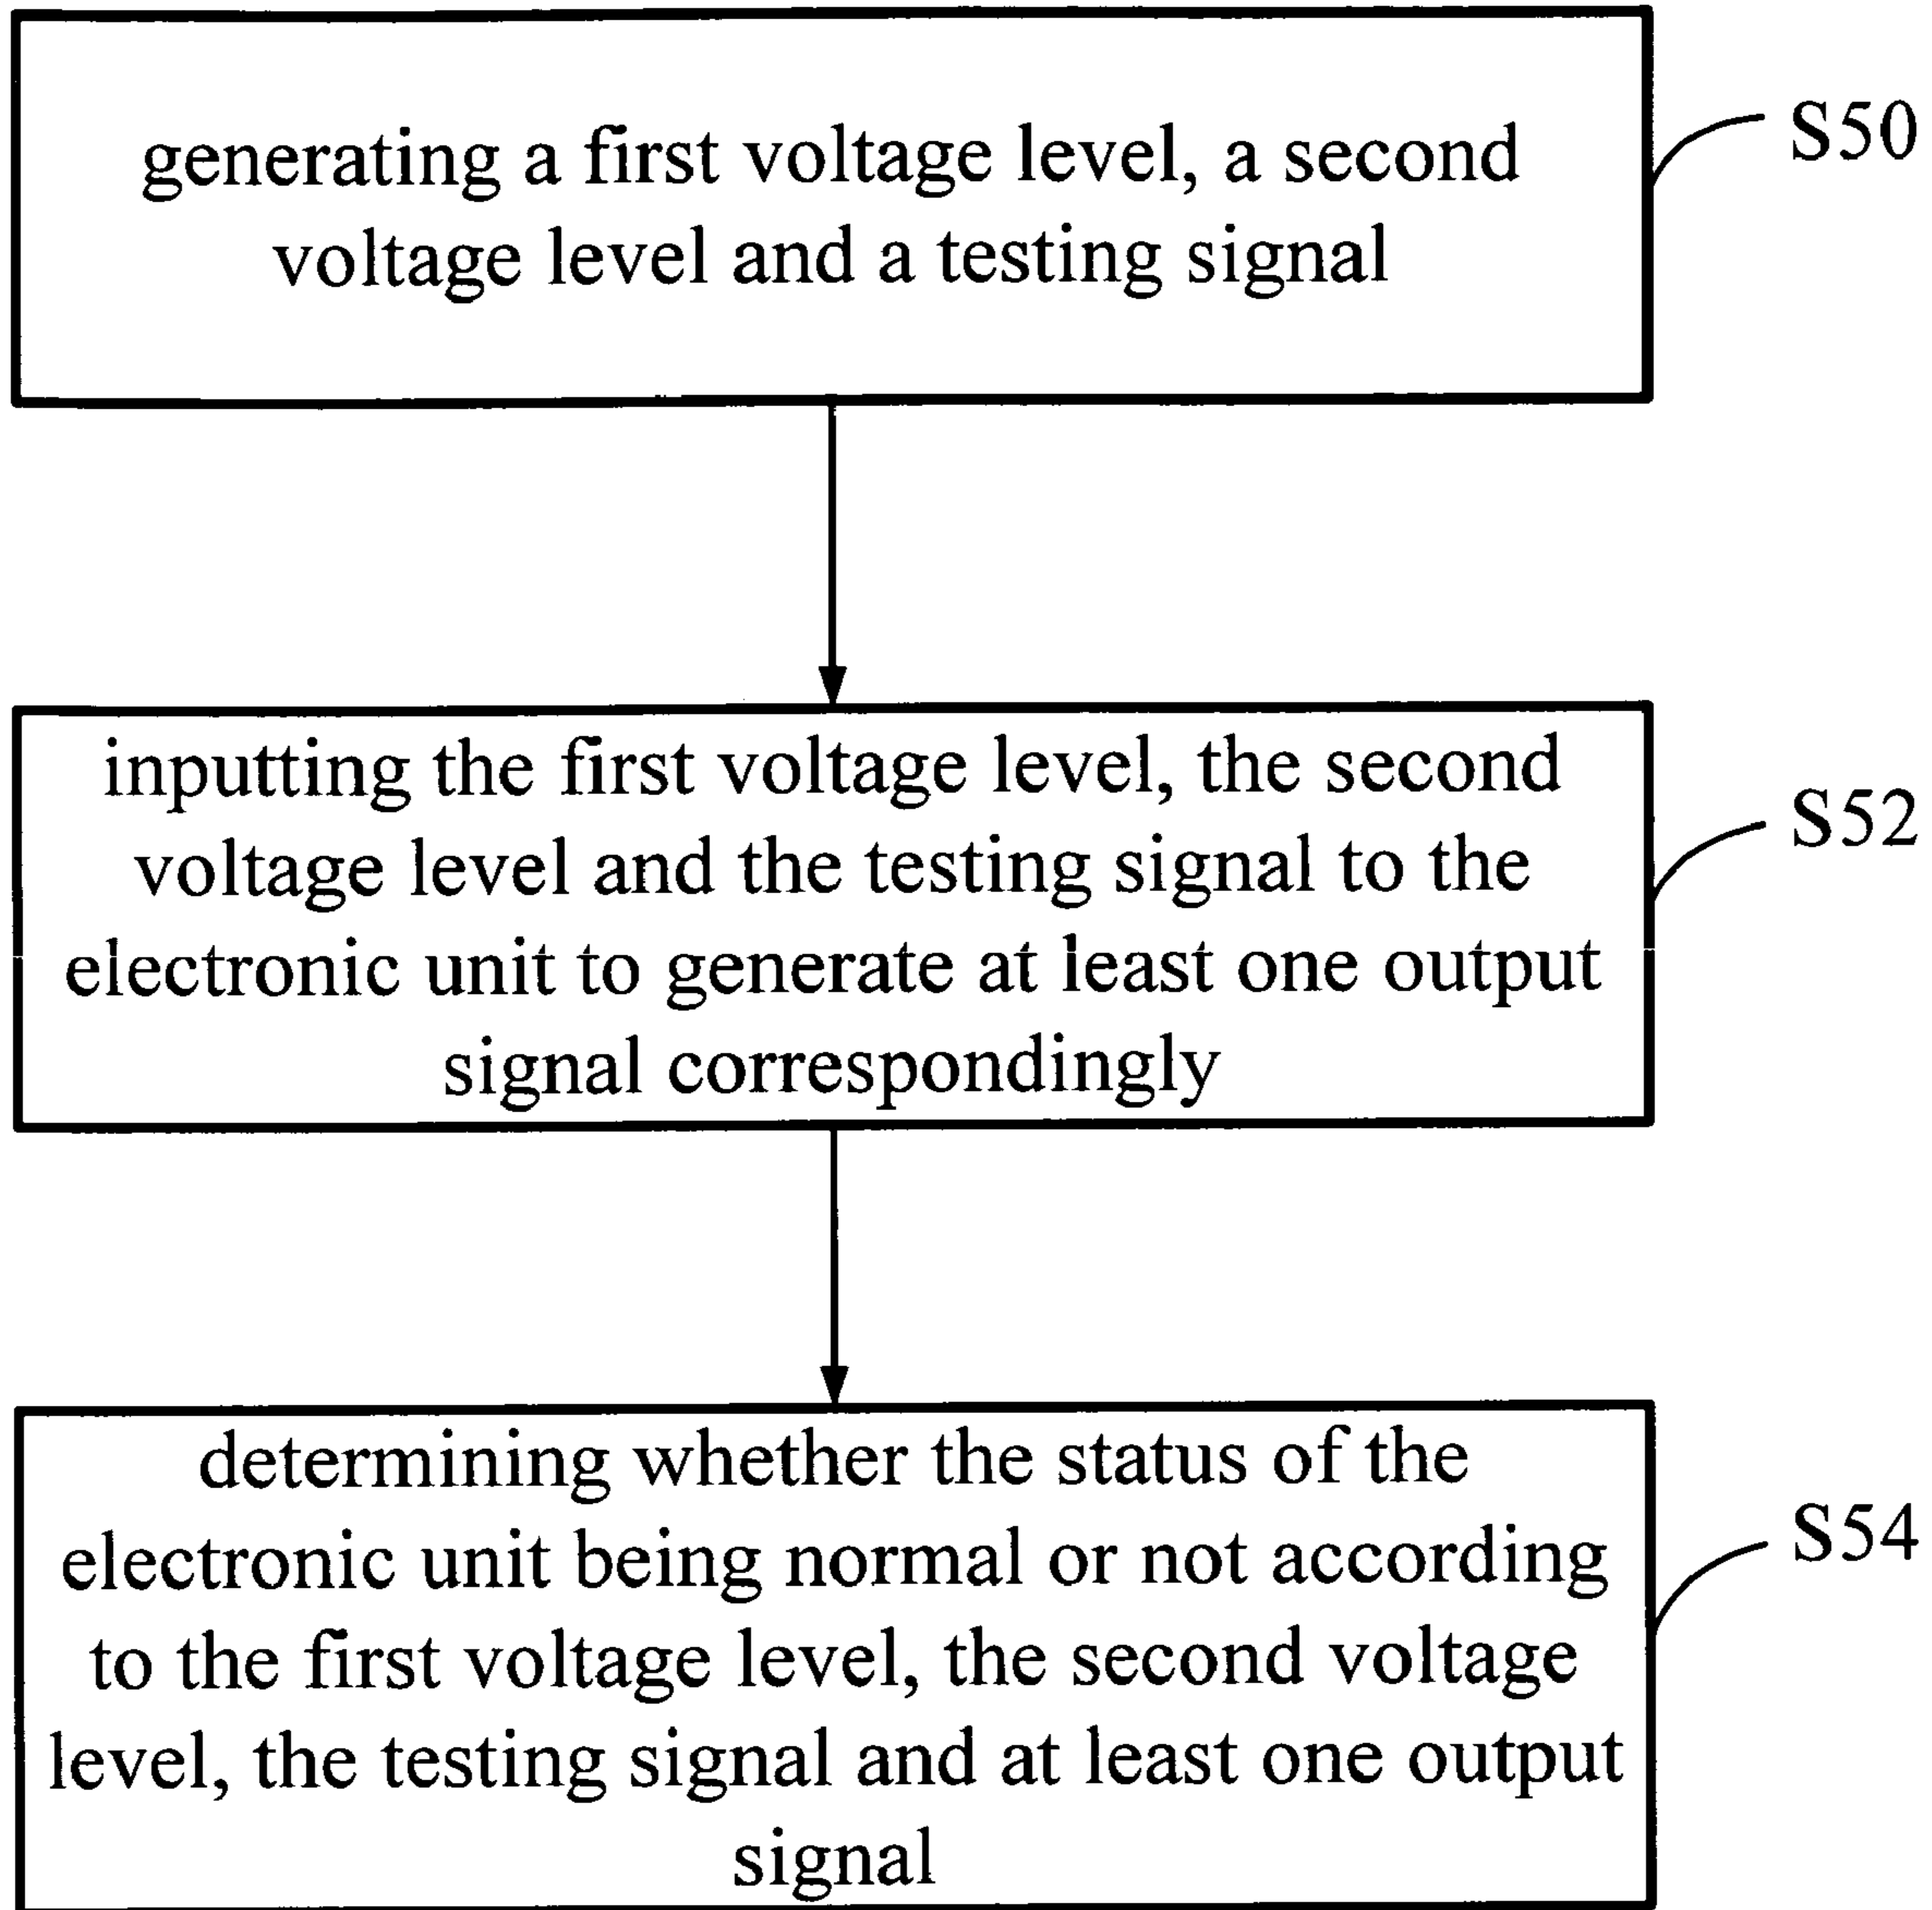 generating a first voltage level, a second
voltage level and a testing signal
S50
inputting the first voltage level, the second
voltage level and the testing signal to the
electronic unit to generate at least one output
signal correspondingly
S52
determining whether the status of the
electronic unit being normal or not according
to the first voltage level, the second voltage
level, the testing signal and at least one output
signal
S54